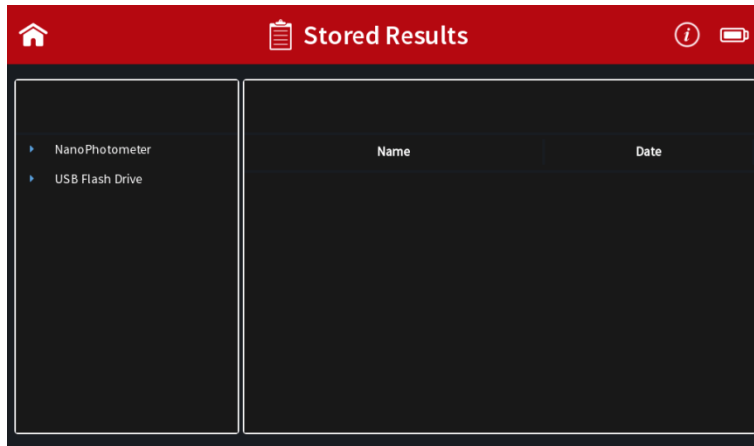 Stored Results
i
NanoPhotometer
USB Flash Drive
Name Date